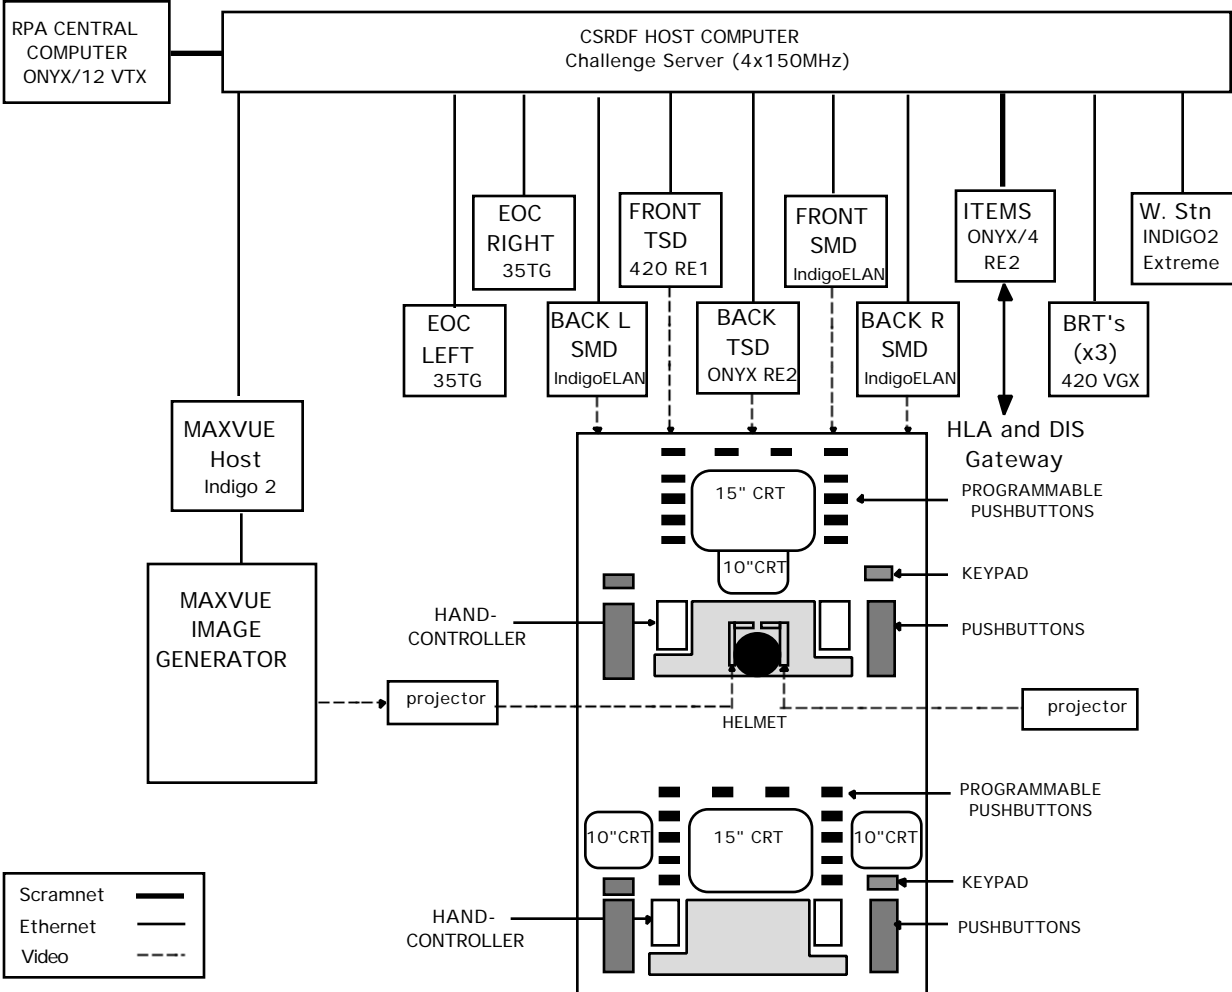 RPA CENTRAL
COMPUTER
ONYX/12 VTX
CSRDF HOST COMPUTER
Challenge Server (4x150MHz)
EOC
RIGHT
35TG
FRONT
TSD
420 RE1
FRONT
SMD
IndigoELAN
ITEMS
ONYX/4
RE2
W. Stn
INDIGO2
Extreme
EOC
LEFT
35TG
BACK L
SMD
IndigoELAN
BACK
TSD
ONYX RE2
BACK R
SMD
IndigoELAN
BRT's
(x3)
420 VGX
MAXVUE
Host
Indigo 2
HLA and DIS
Gateway
15" CRT
PROGRAMMABLE
PUSHBUTTONS
10"CRT
KEYPAD
MAXVUE
IMAGE
GENERATOR
HAND-
CONTROLLER
PUSHBUTTONS
projector
HELMET
projector
PROGRAMMABLE
PUSHBUTTONS
10"CRT
15" CRT
10"CRT
KEYPAD
Scramnet
Ethernet
Video
HAND-
CONTROLLER
PUSHBUTTONS